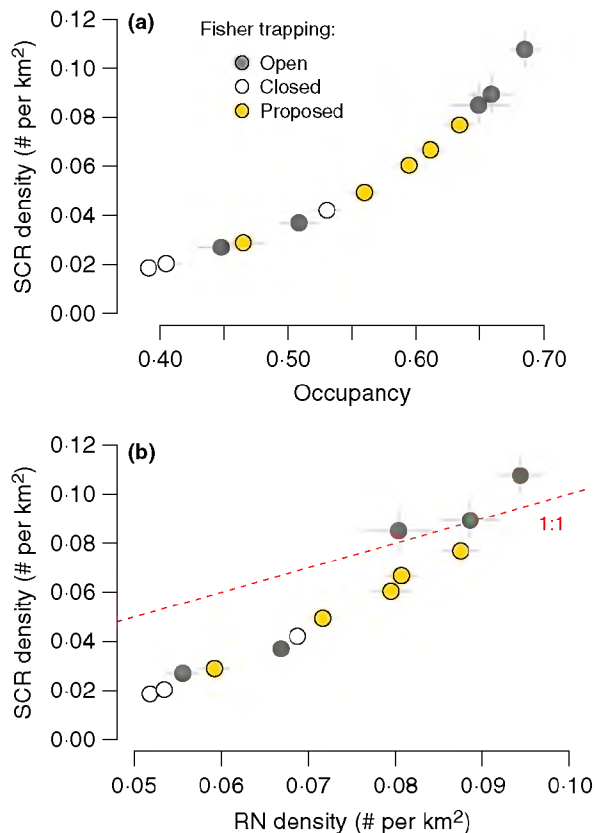 (a)
Fisher trapping:
Open
Closed
Proposed
SCR density (# per km²)
0·12
0·10
0·08
0·06
0·04
0·02
0·00
0·40 0·50 0·60 0·70
Occupancy
(b)
SCR density (# per km²)
0·12
0·10
0·08
0·06
0·04
0·02
0·00
1:1
0·05 0·06 0·07 0·08 0·09 0·10
RN density (# per km²)